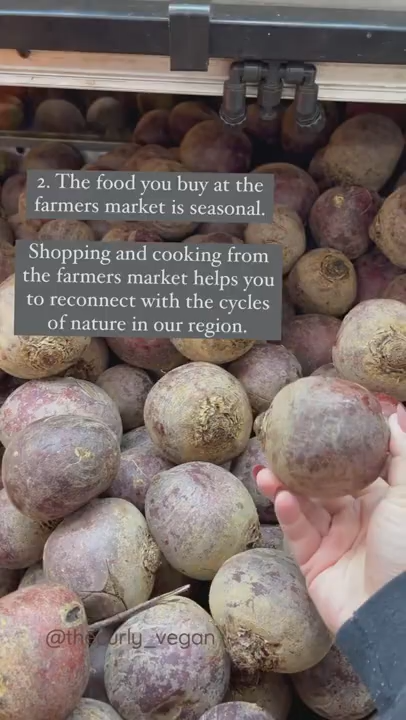 2. The food you buy at the
farmers market is seasonal.
Shopping and cooking from
the farmers market helps you
to reconnect with the cycles
of nature in our region.
@thecurly_vegan